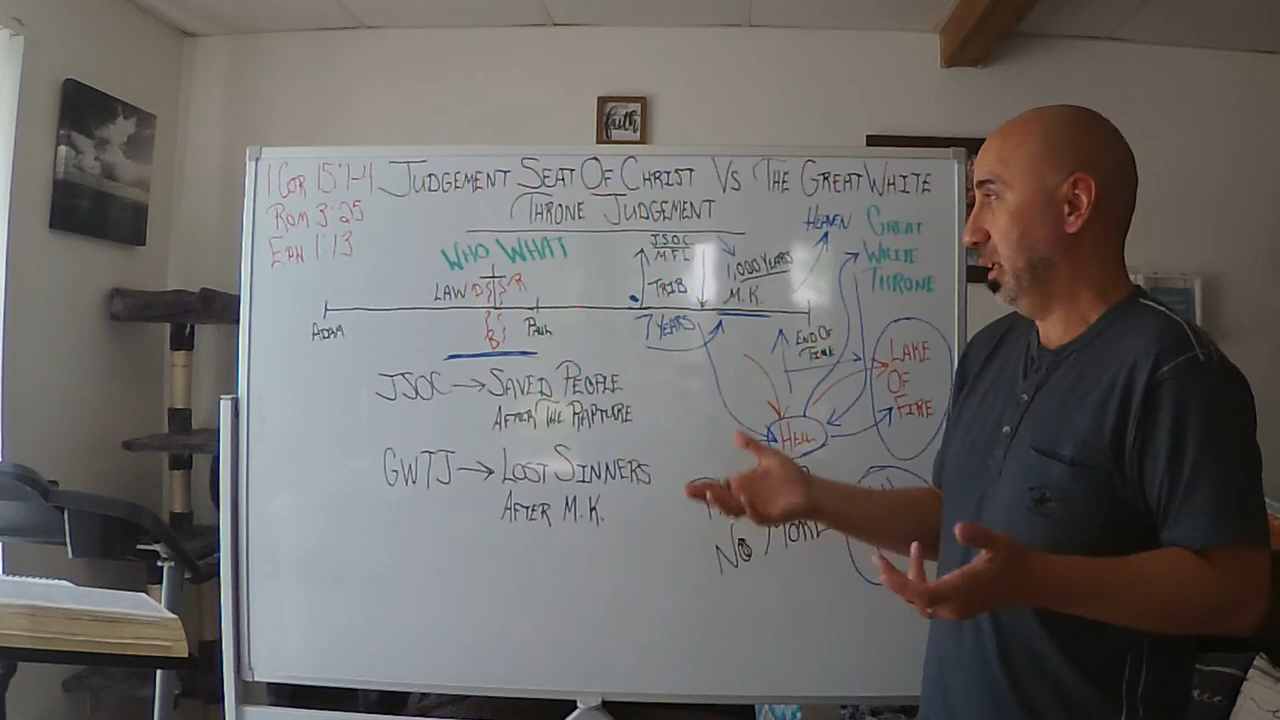 1 COR 15:1-4
ROM 3:25
EPH 1:13
JUDGEMENT SEAT OF CHRIST VS THE GREAT WHITE
THRONE JUDGEMENT
faith
WHO WHAT
LAW D R
B
ADAM
PAUL
JSOC
M.F.L
TRIB
7 YEARS
1,000 YEARS
M.K.
HEAVEN
GREAT
WHITE
THRONE
END OF
TIME
LAKE
OF
FIRE
HELL
JSOC → SAVED PEOPLE
AFTER THE RAPTURE
GWTJ → LOST SINNERS
AFTER M.K.
NO MORE